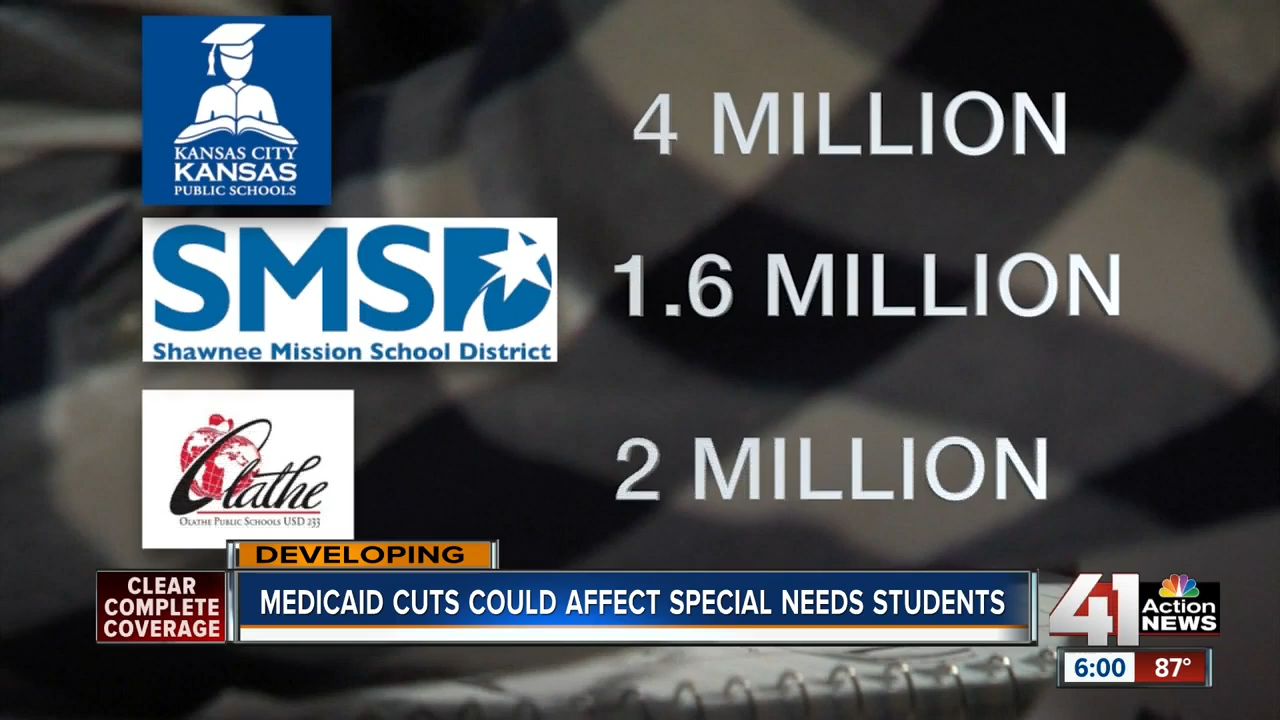 KANSAS CITY
KANSAS
PUBLIC SCHOOLS
4 MILLION
SMSD
Shawnee Mission School District
1.6 MILLION
Olathe
OLATHE PUBLIC SCHOOLS USD 233
2 MILLION
DEVELOPING
CLEAR
COMPLETE
COVERAGE
MEDICAID CUTS COULD AFFECT SPECIAL NEEDS STUDENTS
41
Action
NEWS
6:00 87°